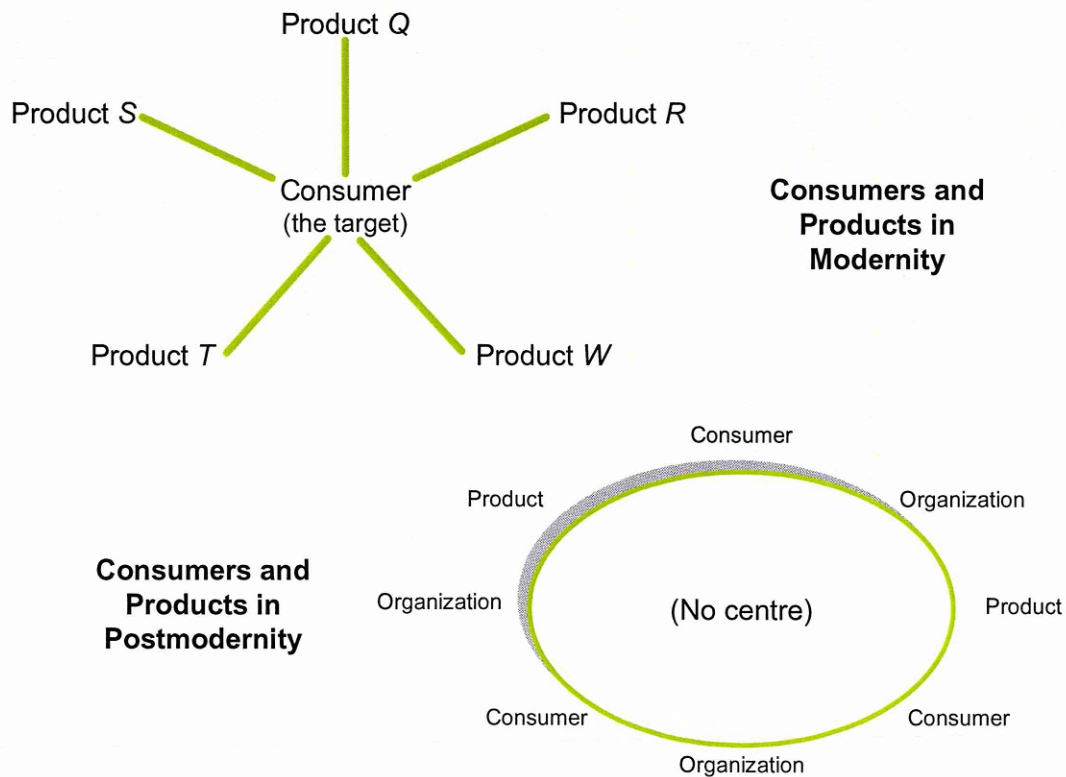 Product Q
Product S
Product R
Consumer
(the target)
Consumers and
Products in
Modernity
Product T
Product W
Consumer
Product
Organization
Consumers and
Products in
Postmodernity
Organization
(No centre)
Product
Consumer
Consumer
Organization